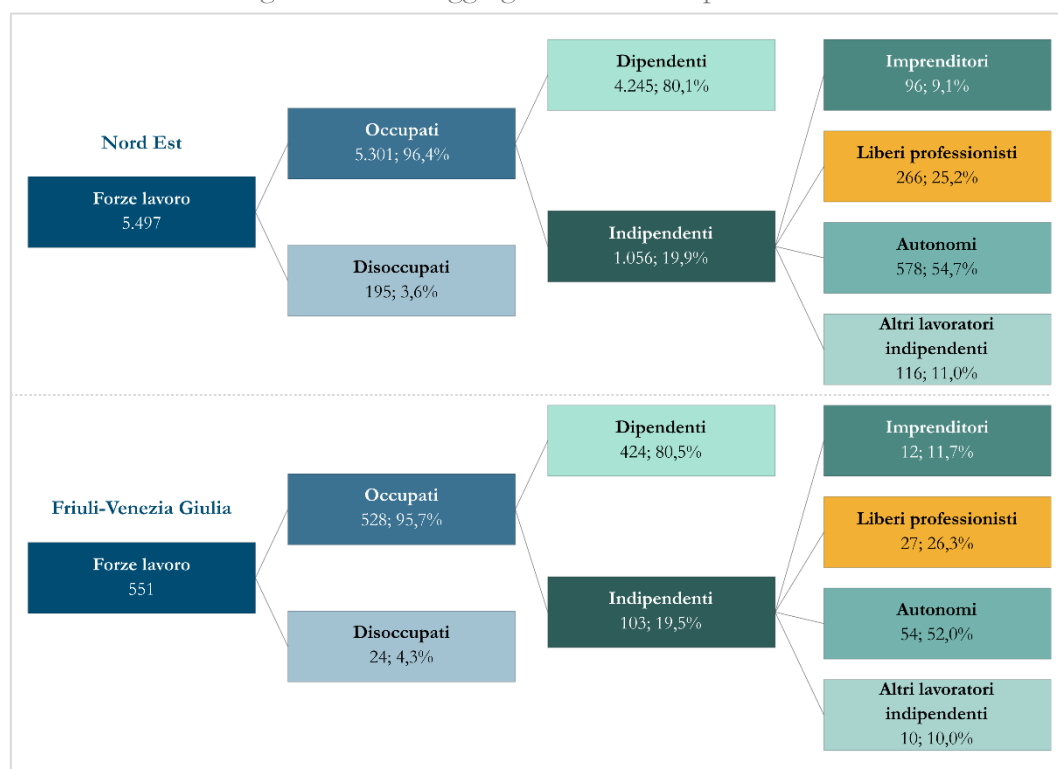 Nord Est
Forze lavoro
5.497
Occupati
5.301; 96,4%
Disoccupati
195; 3,6%
Dipendenti
4.245; 80,1%
Indipendenti
1.056; 19,9%
Imprenditori
96; 9,1%
Liberi professionisti
266; 25,2%
Autonomi
578; 54,7%
Altri lavoratori
indipendenti
116; 11,0%
Friuli-Venezia Giulia
Forze lavoro
551
Occupati
528; 95,7%
Disoccupati
24; 4,3%
Dipendenti
424; 80,5%
Indipendenti
103; 19,5%
Imprenditori
12; 11,7%
Liberi professionisti
27; 26,3%
Autonomi
54; 52,0%
Altri lavoratori
indipendenti
10; 10,0%